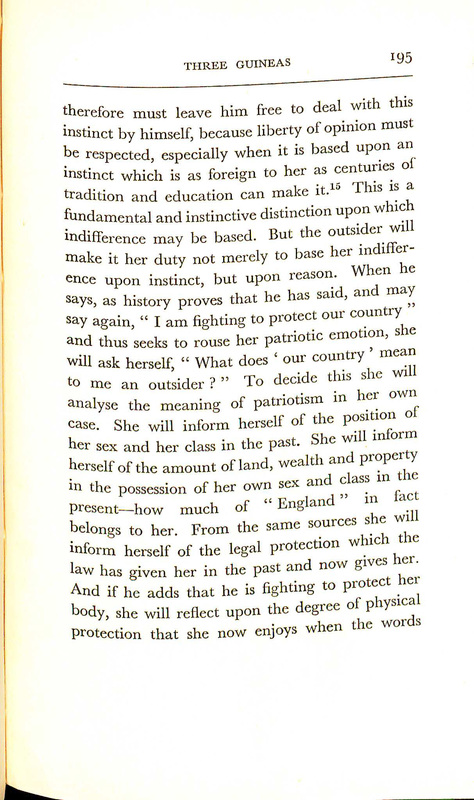 THREE GUINEAS 195
therefore must leave him free to deal with this
instinct by himself, because liberty of opinion must
be respected, especially when it is based upon an
instinct which is as foreign to her as centuries of
tradition and education can make it.¹⁵ This is a
fundamental and instinctive distinction upon which
indifference may be based. But the outsider will
make it her duty not merely to base her indiffer-
ence upon instinct, but upon reason. When he
says, as history proves that he has said, and may
say again, “ I am fighting to protect our country ”
and thus seeks to rouse her patriotic emotion, she
will ask herself, “ What does ‘ our country ’ mean
to me an outsider ? ” To decide this she will
analyse the meaning of patriotism in her own
case. She will inform herself of the position of
her sex and her class in the past. She will inform
herself of the amount of land, wealth and property
in the possession of her own sex and class in the
present—how much of “ England ” in fact
belongs to her. From the same sources she will
inform herself of the legal protection which the
law has given her in the past and now gives her.
And if he adds that he is fighting to protect her
body, she will reflect upon the degree of physical
protection that she now enjoys when the words